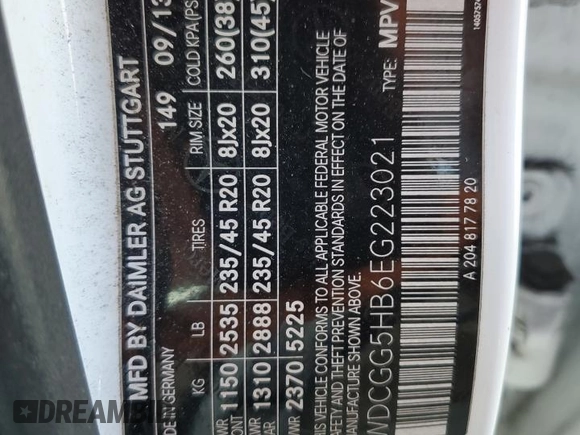 MFD BY DAIMLER AG STUTTGART
MADE IN GERMANY 149 09/13
KG LB TIRES RIM SIZE COLD KPA (PS
1150 2535 235/45 R20 8Jx20 260(38
1310 2888 235/45 R20 8Jx20 310(45
2370 5225
THIS VEHICLE CONFORMS TO ALL APPLICABLE FEDERAL MOTOR VEHICLE
SAFETY AND THEFT PREVENTION STANDARDS IN EFFECT ON THE DATE OF
MANUFACTURE SHOWN ABOVE.
WDCGG5HB6EG223021 TYPE: MPV
A 204 817 78 20